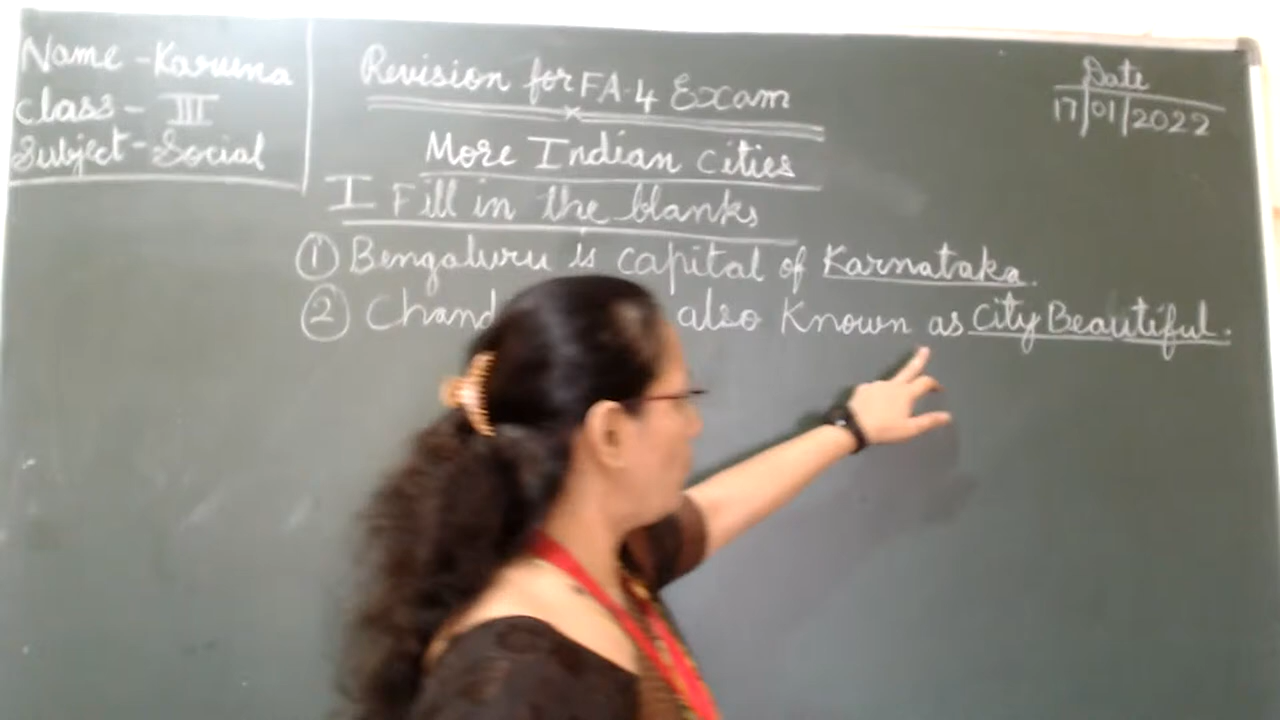 Name - Karuna
Class - III
Subject - Social
Revision for FA-4 Exam
More Indian Cities
I Fill in the blanks
① Bengaluru is capital of Karnataka.
② Chand also Known as City Beautiful.
Date
17/01/2022